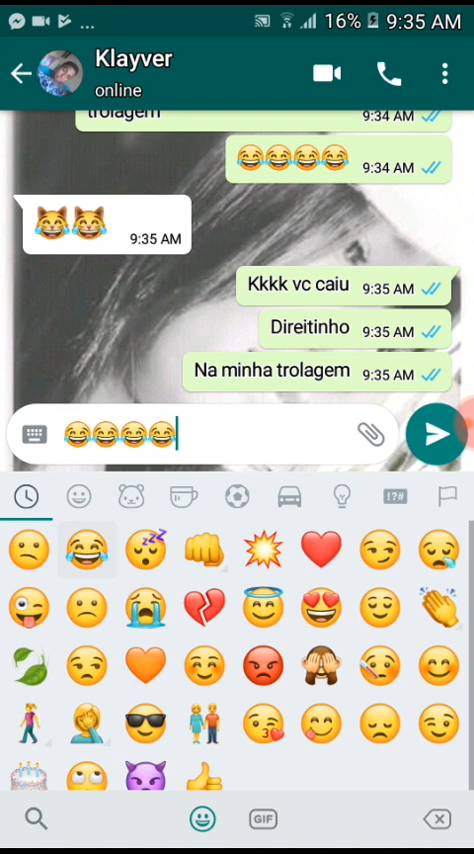 16% 9:35 AM
Klayver
online
trolagem 9:34 AM
😂😂😂😂 9:34 AM
😹😹 9:35 AM
Kkkk vc caiu 9:35 AM
Direitinho 9:35 AM
Na minha trolagem 9:35 AM
😂😂😂😂
!?#
GIF